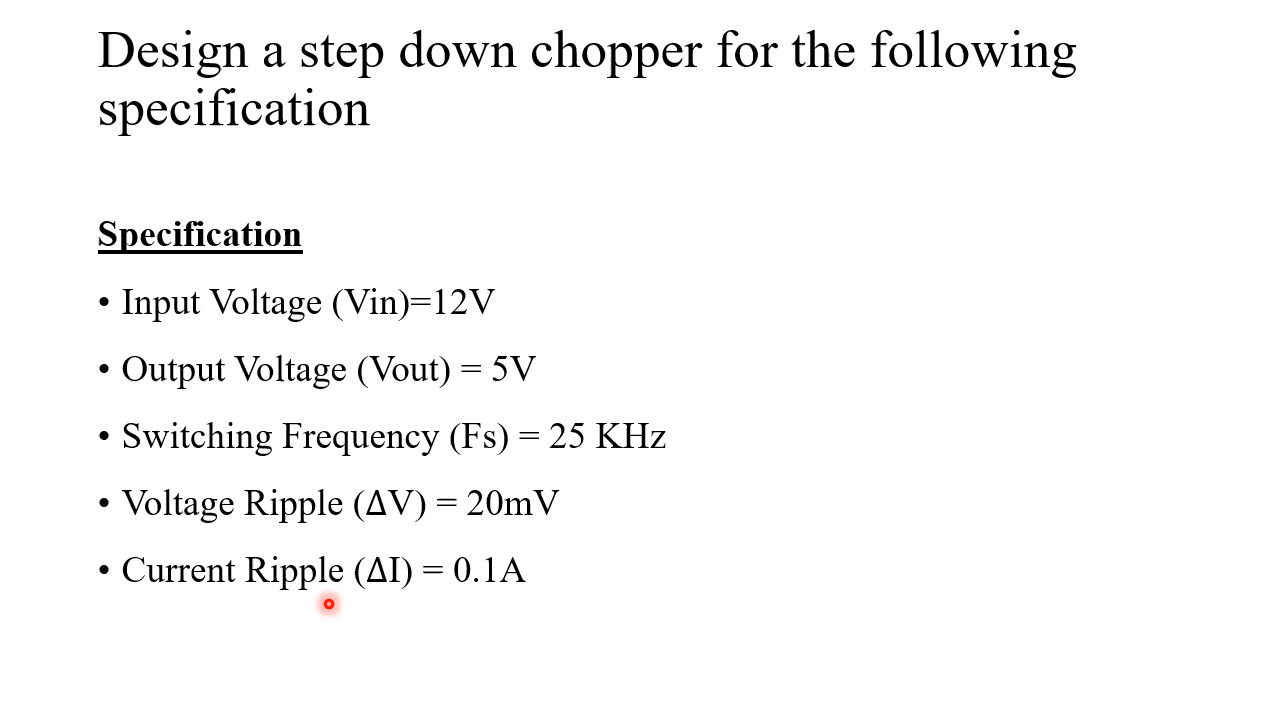 Design a step down chopper for the following
specification
Specification
• Input Voltage (Vin)=12V
• Output Voltage (Vout) = 5V
• Switching Frequency (Fs) = 25 KHz
• Voltage Ripple (ΔV) = 20mV
• Current Ripple (ΔI) = 0.1A